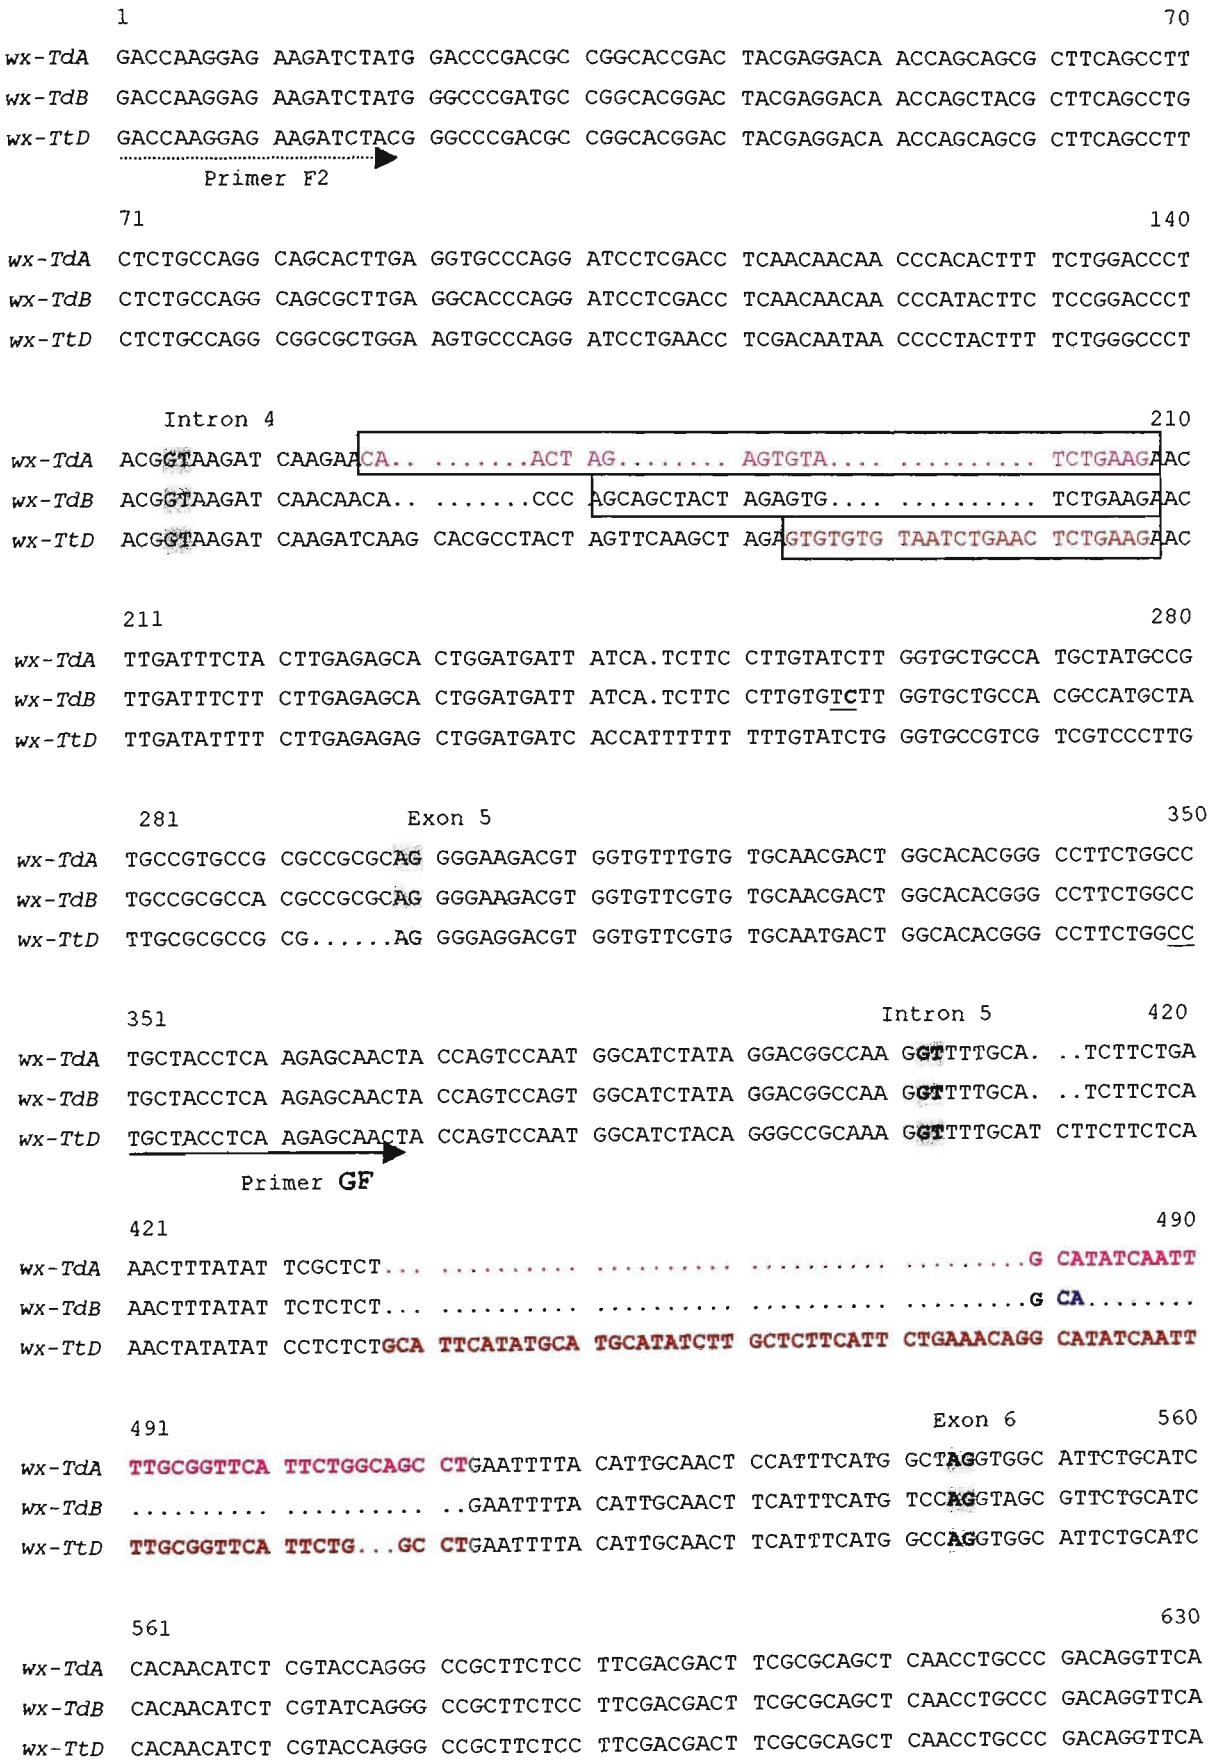 1 70
wx-TdA GACCAAGGAG AAGATCTATG GACCCGACGC CGGCACCGAC TACGAGGACA ACCAGCAGCG CTTCAGCCTT
wx-TdB GACCAAGGAG AAGATCTATG GGCCCGATGC CGGCACGGAC TACGAGGACA ACCAGCTACG CTTCAGCCTG
wx-TtD GACCAAGGAG AAGATCTACG GGCCCGACGC CGGCACGGAC TACGAGGACA ACCAGCAGCG CTTCAGCCTT
Primer F2
71 140
wx-TdA CTCTGCCAGG CAGCACTTGA GGTGCCCAGG ATCCTCGACC TCAACAACAA CCCACACTTT TCTGGACCCT
wx-TdB CTCTGCCAGG CAGCGCTTGA GGCACCCAGG ATCCTCGACC TCAACAACAA CCCATACTTC TCCGGACCCT
wx-TtD CTCTGCCAGG CGGCGCTGGA AGTGCCCAGG ATCCTGAACC TCGACAATAA CCCCTACTTT TCTGGGCCCT
Intron 4 210
wx-TdA ACGGTAAGAT CAAGAACA.. .......ACT AG........ AGTGTA.... .......... TCTGAAGAAC
wx-TdB ACGGTAAGAT CAACAACA.. .......CCC AGCAGCTACT AGAGTG.... .......... TCTGAAGAAC
wx-TtD ACGGTAAGAT CAAGATCAAG CACGCCTACT AGTTCAAGCT AGAGTGTGTG TAATCTGAAC TCTGAAGAAC
211 280
wx-TdA TTGATTTCTA CTTGAGAGCA CTGGATGATT ATCA.TCTTC CTTGTATCTT GGTGCTGCCA TGCTATGCCG
wx-TdB TTGATTTCTT CTTGAGAGCA CTGGATGATT ATCA.TCTTC CTTGTGTCTT GGTGCTGCCA CGCCATGCTA
wx-TtD TTGATATTTT CTTGAGAGAG CTGGATGATC ACCATTTTTT TTTGTATCTG GGTGCCGTCG TCGTCCCTTG
281 Exon 5 350
wx-TdA TGCCGTGCCG CGCCGCGCAG GGGAAGACGT GGTGTTTGTG TGCAACGACT GGCACACGGG CCTTCTGGCC
wx-TdB TGCCGCGCCA CGCCGCGCAG GGGAAGACGT GGTGTTCGTG TGCAACGACT GGCACACGGG CCTTCTGGCC
wx-TtD TTGCGCGCCG CG......AG GGGAGGACGT GGTGTTCGTG TGCAATGACT GGCACACGGG CCTTCTGGCC
351 Intron 5 420
wx-TdA TGCTACCTCA AGAGCAACTA CCAGTCCAAT GGCATCTATA GGACGGCCAA GGTTTTGCA. ..TCTTCTGA
wx-TdB TGCTACCTCA AGAGCAACTA CCAGTCCAGT GGCATCTATA GGACGGCCAA GGTTTTGCA. ..TCTTCTCA
wx-TtD TGCTACCTCA AGAGCAACTA CCAGTCCAAT GGCATCTACA GGGCCGCAAA GGTTTTGCAT CTTCTTCTCA
Primer GF
421 490
wx-TdA AACTTTATAT TCGCTCT... .......... .......... .......... .........G CATATCAATT
wx-TdB AACTTTATAT TCTCTCT... .......... .......... .......... .........G CA........
wx-TtD AACTATATAT CCTCTCTGCA TTCATATGCA TGCATATCTT GCTCTTCATT CTGAAACAGG CATATCAATT
491 Exon 6 560
wx-TdA TTGCGGTTCA TTCTGGCAGC CTGAATTTTA CATTGCAACT CCATTTCATG GCTAGGTGGC ATTCTGCATC
wx-TdB .......... .......... ..GAATTTTA CATTGCAACT TCATTTCATG TCCAGGTAGC GTTCTGCATC
wx-TtD TTGCGGTTCA TTCTG...GC CTGAATTTTA CATTGCAACT TCATTTCATG GCCAGGTGGC ATTCTGCATC
561 630
wx-TdA CACAACATCT CGTACCAGGG CCGCTTCTCC TTCGACGACT TCGCGCAGCT CAACCTGCCC GACAGGTTCA
wx-TdB CACAACATCT CGTATCAGGG CCGCTTCTCC TTCGACGACT TCGCGCAGCT CAACCTGCCC GACAGGTTCA
wx-TtD CACAACATCT CGTACCAGGG CCGCTTCTCC TTCGACGACT TCGCGCAGCT CAACCTGCCC GACAGGTTCA